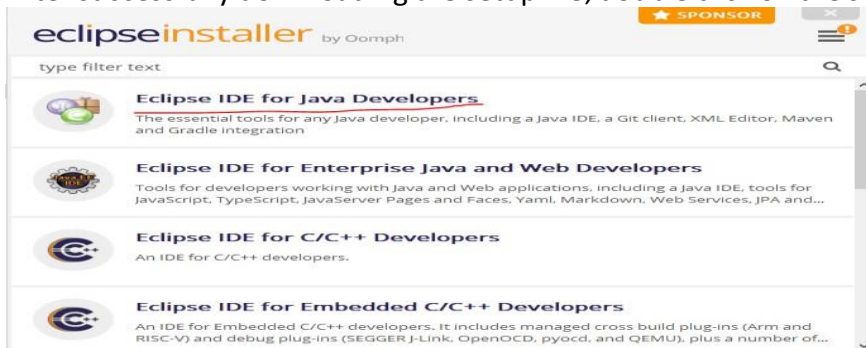 SPONSOR
eclipseinstaller by Oomph
type filter text
Eclipse IDE for Java Developers
The essential tools for any Java developer, including a Java IDE, a Git client, XML Editor, Maven
and Gradle integration
Eclipse IDE for Enterprise Java and Web Developers
Tools for developers working with Java and Web applications, including a Java IDE, tools for
JavaScript, TypeScript, JavaServer Pages and Faces, Yaml, Markdown, Web Services, JPA and...
Eclipse IDE for C/C++ Developers
An IDE for C/C++ developers.
Eclipse IDE for Embedded C/C++ Developers
An IDE for Embedded C/C++ developers. It includes managed cross build plug-ins (Arm and
RISC-V) and debug plug-ins (SEGGER J-Link, OpenOCD, pyocd, and QEMU), plus a number of...